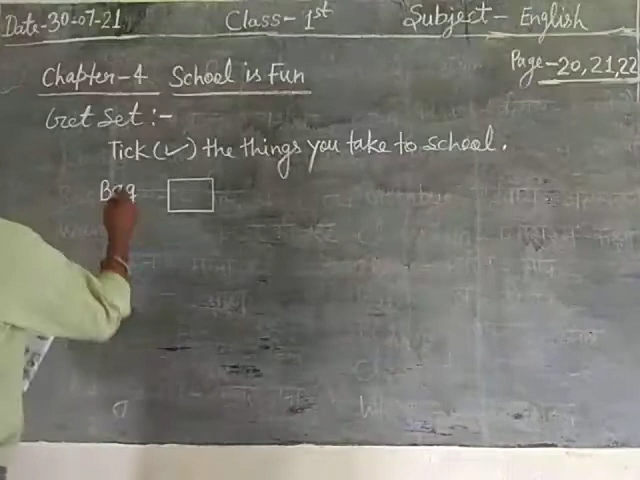 Date-30-07-21 Class-1st Subject-English
Page-20,21,22
Chapter-4 School is Fun
Get Set:-
Tick (✓) the things you take to school.
Bag